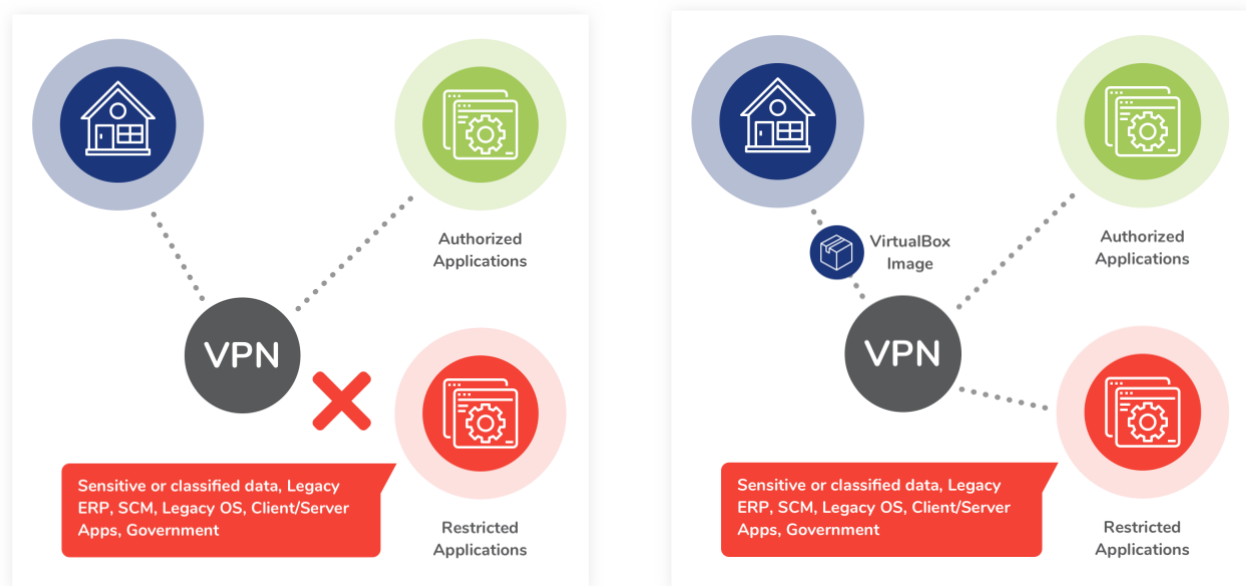 Authorized
Applications
VPN
Sensitive or classified data, Legacy
ERP, SCM, Legacy OS, Client/Server
Apps, Government
Restricted
Applications
VirtualBox
Image
Authorized
Applications
VPN
Sensitive or classified data, Legacy
ERP, SCM, Legacy OS, Client/Server
Apps, Government
Restricted
Applications